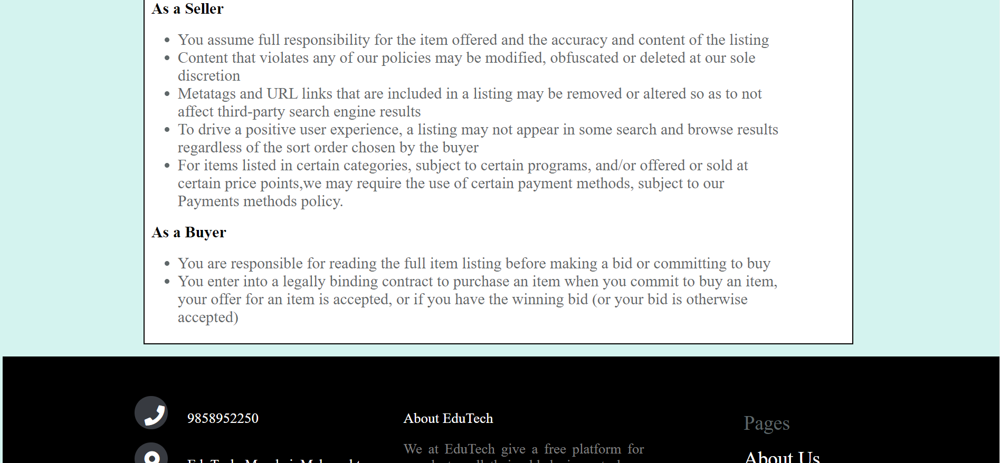 As a Seller
• You assume full responsibility for the item offered and the accuracy and content of the listing
• Content that violates any of our policies may be modified, obfuscated or deleted at our sole
discretion
• Metatags and URL links that are included in a listing may be removed or altered so as to not
affect third-party search engine results
• To drive a positive user experience, a listing may not appear in some search and browse results
regardless of the sort order chosen by the buyer
• For items listed in certain categories, subject to certain programs, and/or offered or sold at
certain price points,we may require the use of certain payment methods, subject to our
Payments methods policy.
As a Buyer
• You are responsible for reading the full item listing before making a bid or committing to buy
• You enter into a legally binding contract to purchase an item when you commit to buy an item,
your offer for an item is accepted, or if you have the winning bid (or your bid is otherwise
accepted)
9858952250
About EduTech
We at EduTech give a free platform for
Pages
About Us